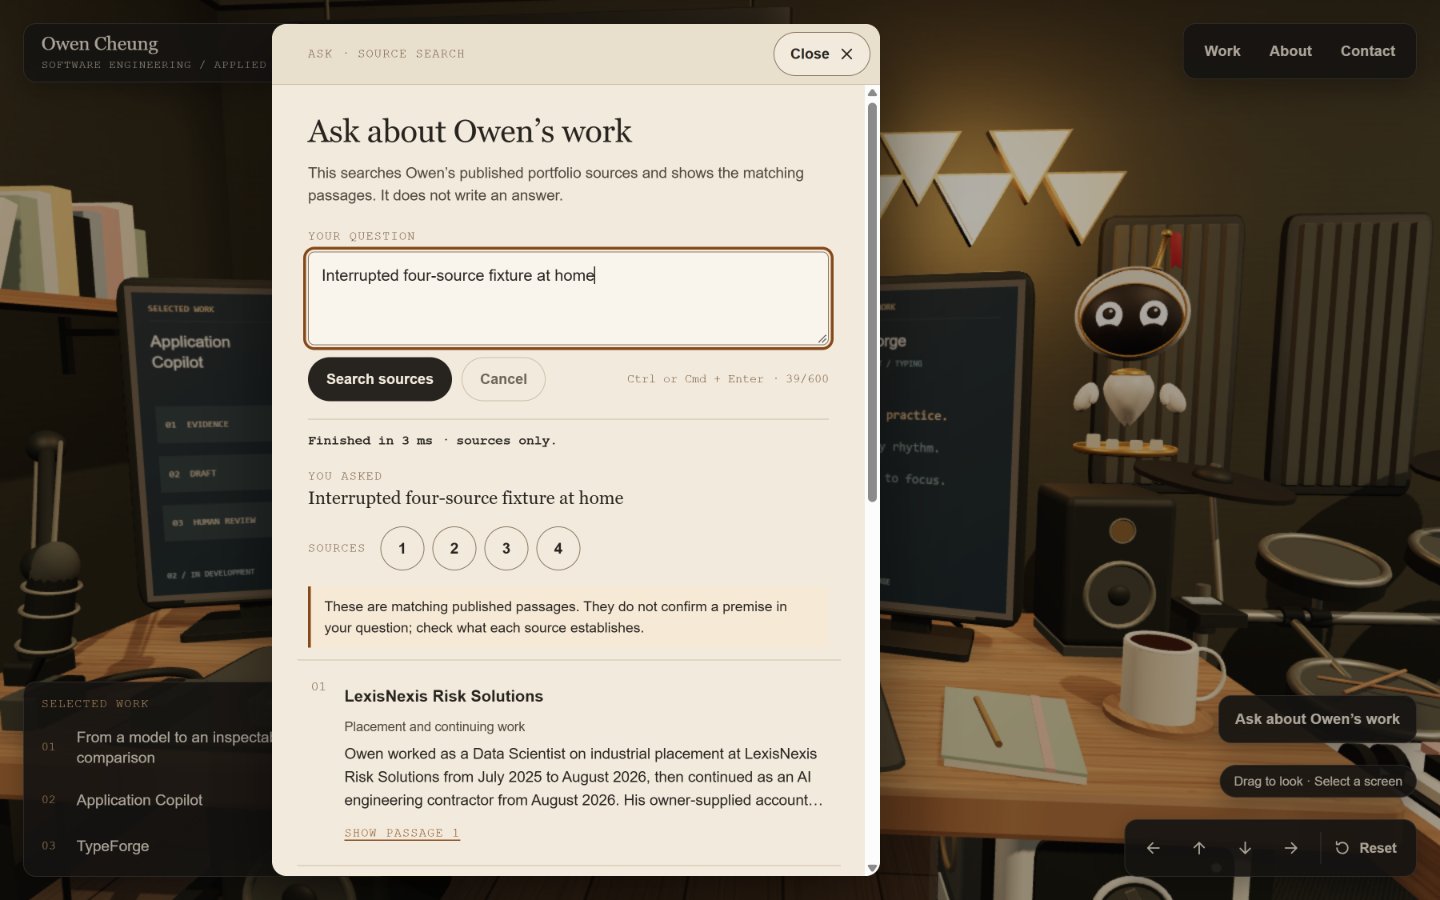 Owen Cheung
SOFTWARE ENGINEERING / APPLIED
Work
About
Contact
ASK · SOURCE SEARCH
Close
Ask about Owen’s work
This searches Owen’s published portfolio sources and shows the matching
passages. It does not write an answer.
YOUR QUESTION
Interrupted four-source fixture at home
Search sources
Cancel
Ctrl or Cmd + Enter · 39/600
Finished in 3 ms · sources only.
YOU ASKED
Interrupted four-source fixture at home
SOURCES 1 2 3 4
These are matching published passages. They do not confirm a premise in
your question; check what each source establishes.
01
LexisNexis Risk Solutions
Placement and continuing work
Owen worked as a Data Scientist on industrial placement at LexisNexis
Risk Solutions from July 2025 to August 2026, then continued as an AI
engineering contractor from August 2026. His owner-supplied account…
SHOW PASSAGE 1
SELECTED WORK
Application
Copilot
01 EVIDENCE
02 DRAFT
03 HUMAN REVIEW
02 / IN DEVELOPMENT
/ TYPING
practice.
rhythm.
to focus.
SELECTED WORK
01 From a model to an inspectab
comparison
02 Application Copilot
03 TypeForge
Ask about Owen’s work
Drag to look · Select a screen
Reset